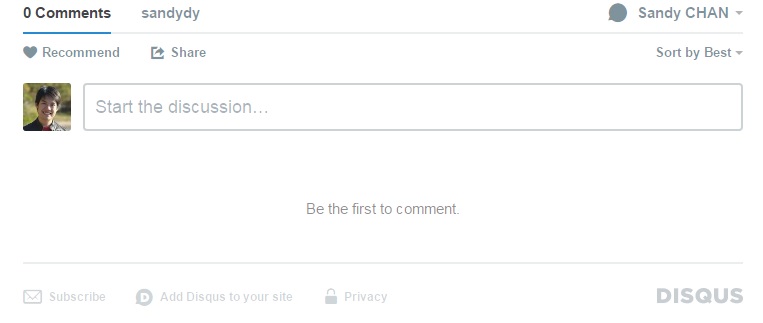 0 Comments sandydy Sandy CHAN
Recommend Share Sort by Best
Start the discussion...
Be the first to comment.
Subscribe Add Disqus to your site Privacy DISQUS